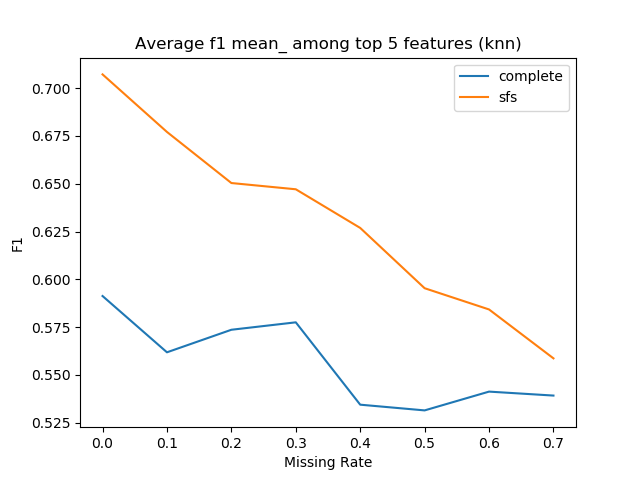 Average f1 mean_ among top 5 features (knn)
complete
sfs
0.700
0.675
0.650
0.625
0.600
0.575
0.550
0.525
F1
0.0 0.1 0.2 0.3 0.4 0.5 0.6 0.7
Missing Rate